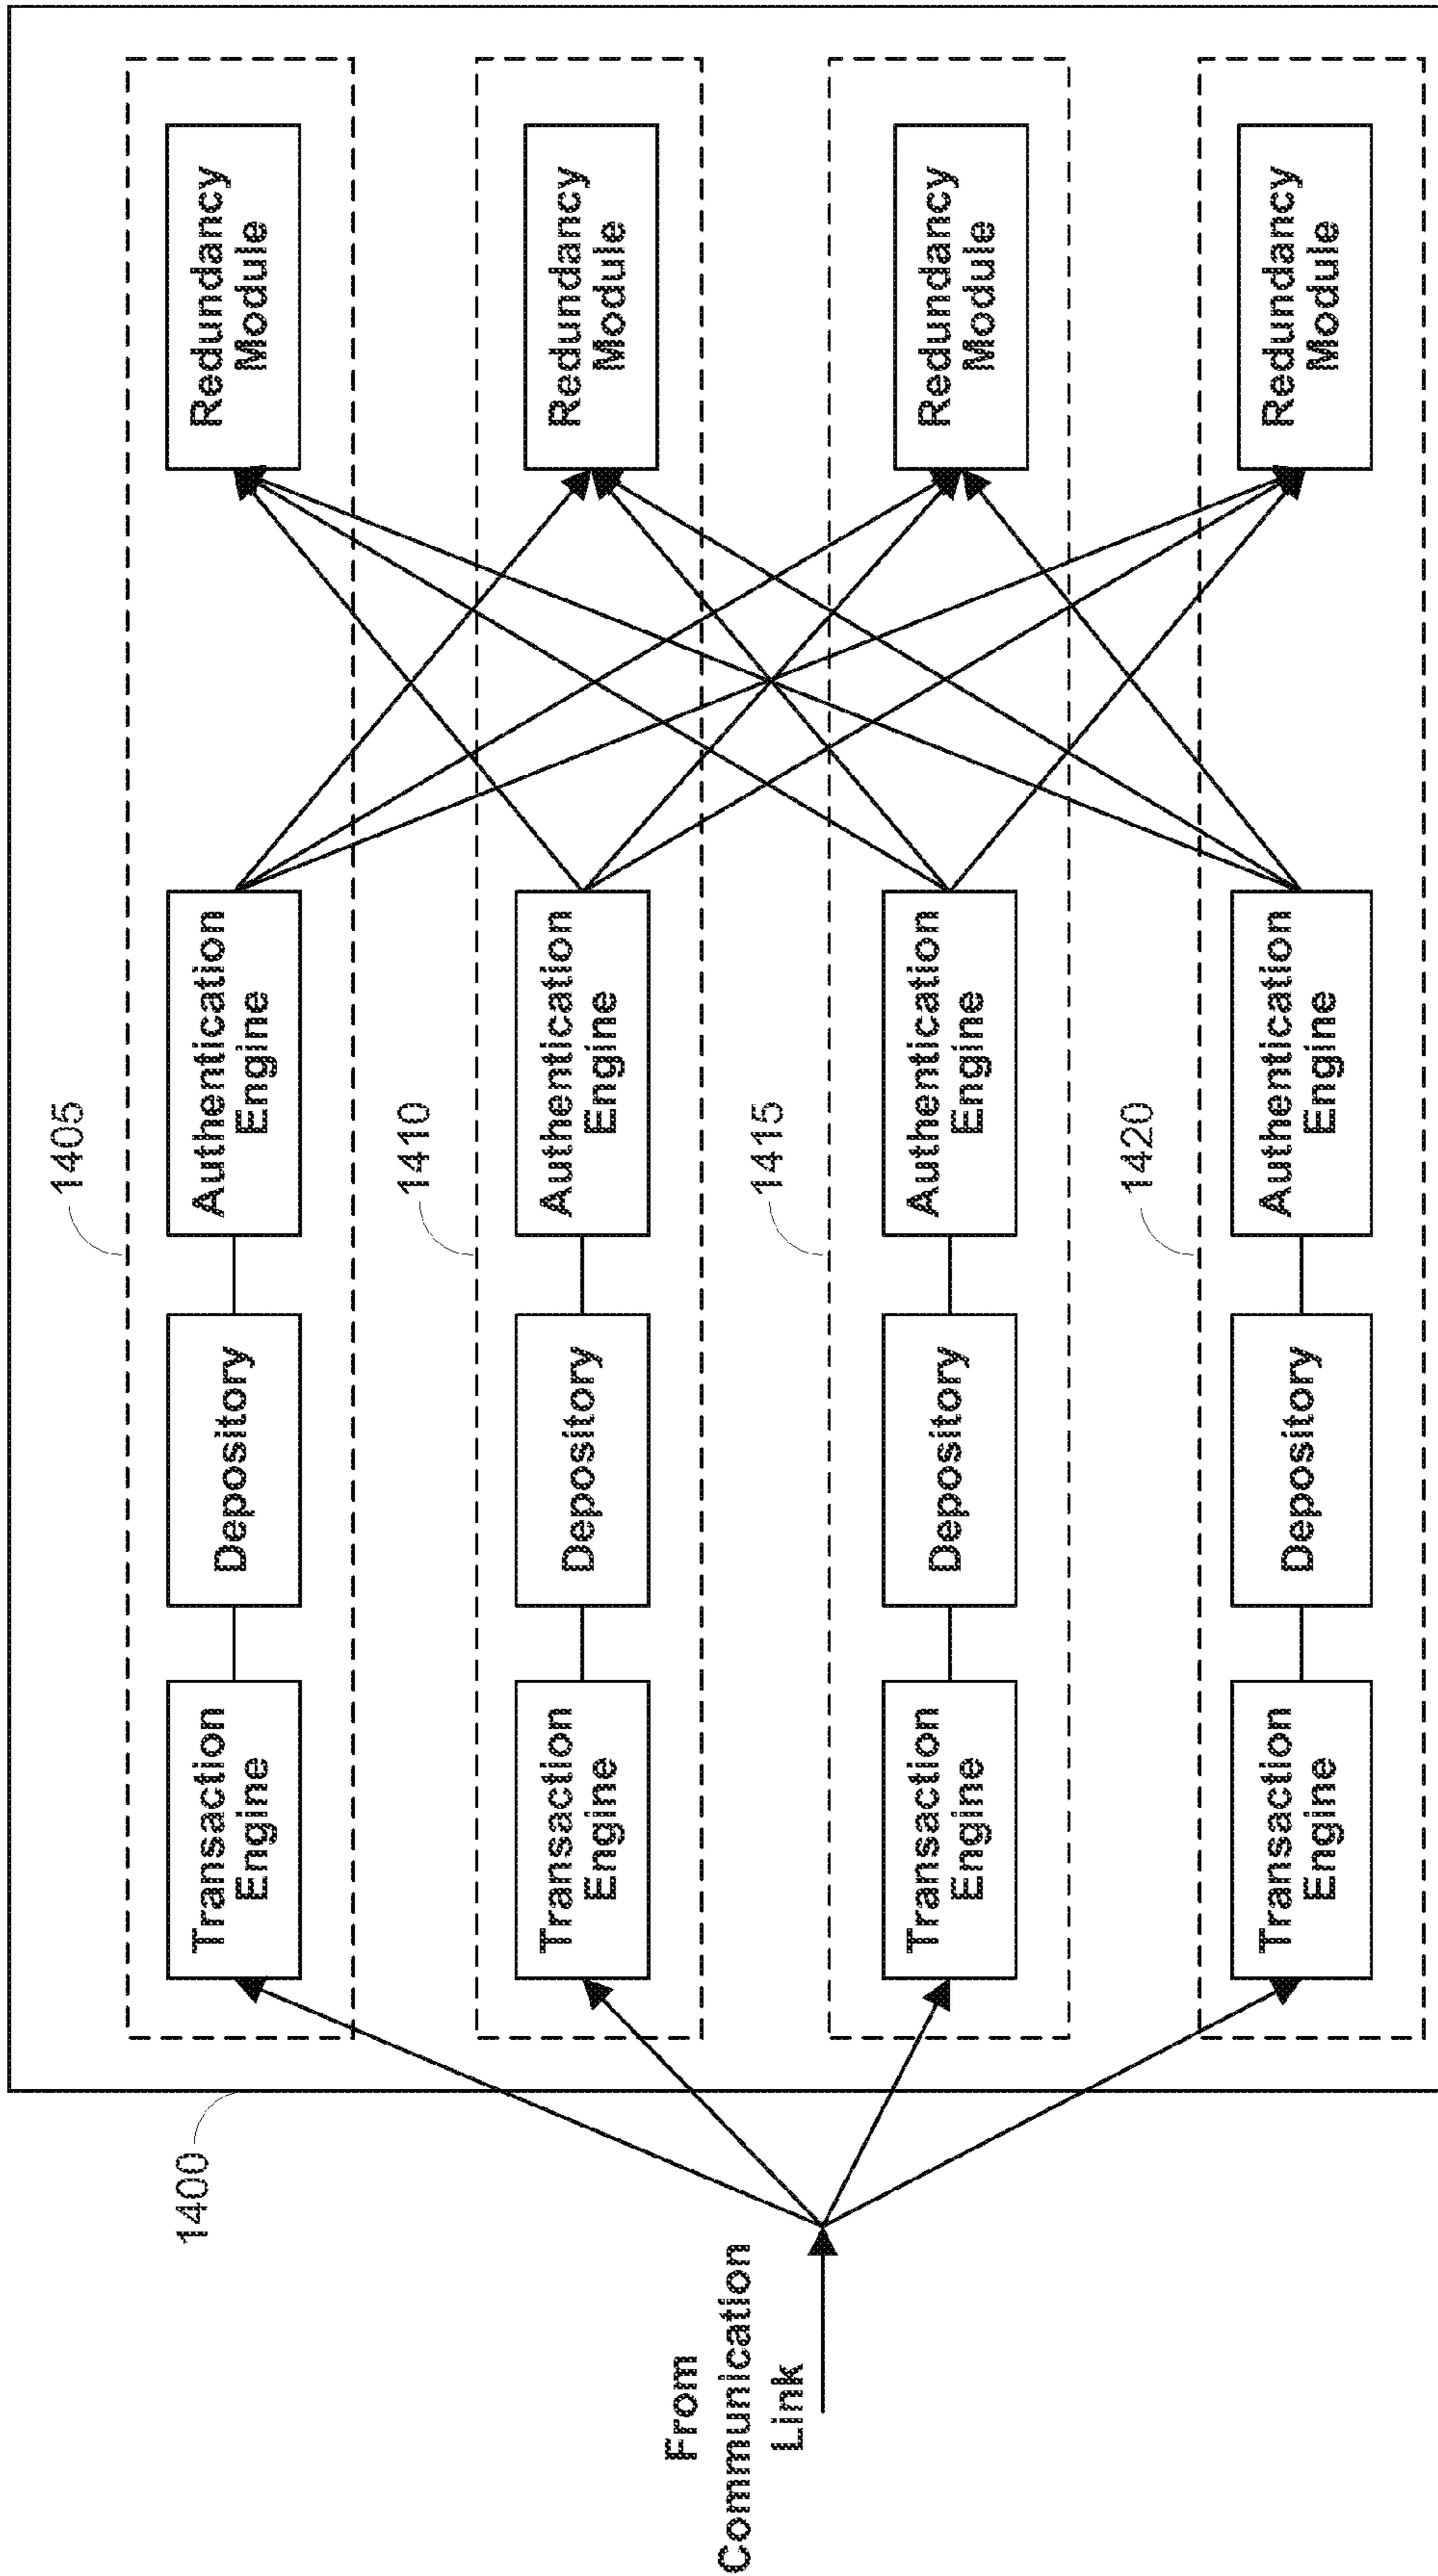 1400
From
Communication
Link
1405
Transaction
Engine
Depository
Authentication
Engine
Redundancy
Module
1410
Transaction
Engine
Depository
Authentication
Engine
Redundancy
Module
1415
Transaction
Engine
Depository
Authentication
Engine
Redundancy
Module
1420
Transaction
Engine
Depository
Authentication
Engine
Redundancy
Module